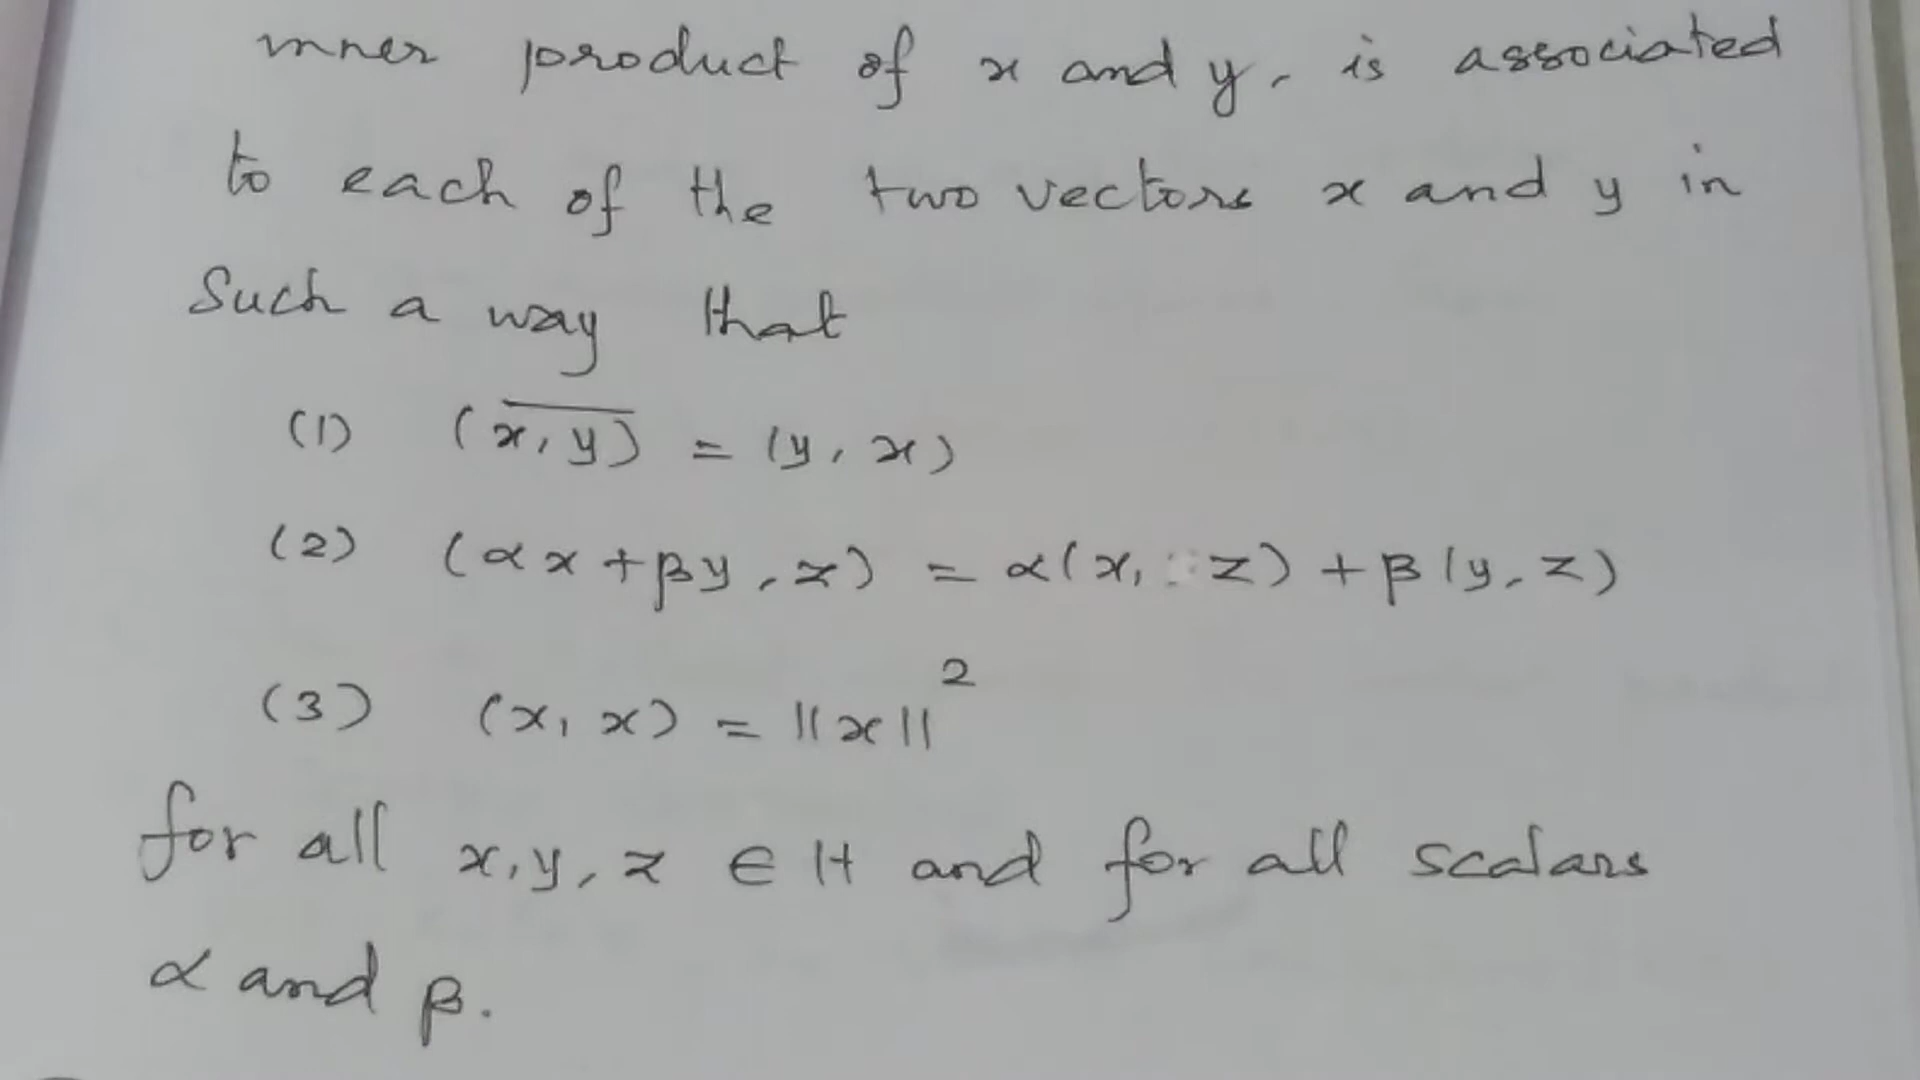 inner product of x and y, is associated
to each of the two vectors x and y in
Such a way that
(1) (x̅,̅ ̅y̅)̅ = (y, x)
(2) (αx + βy, z) = α(x, z) + β(y, z)
(3) (x, x) = ||x||²
for all x, y, z ∈ H and for all scalars
α and β.